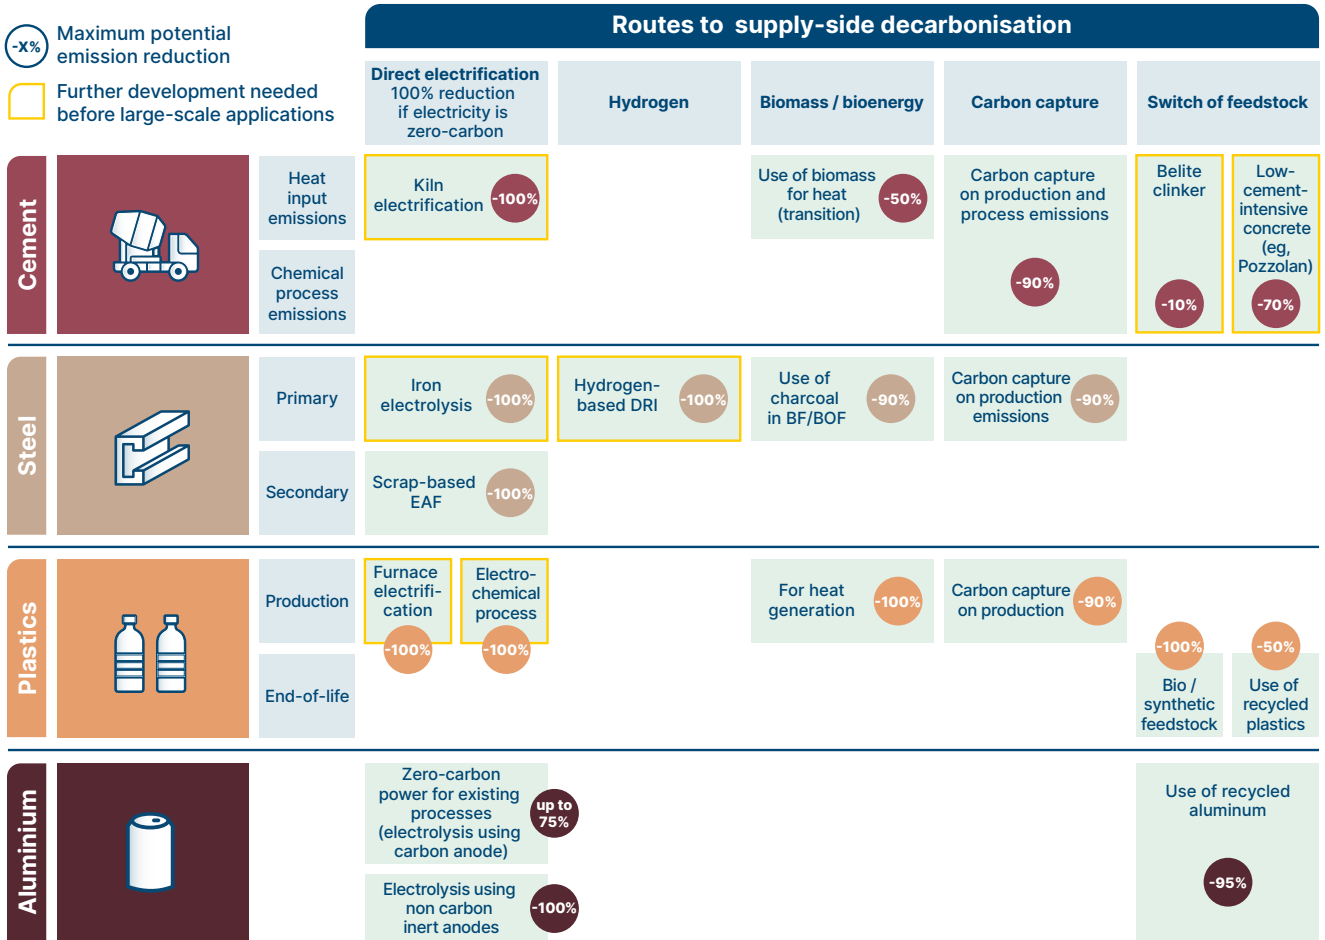 -X%
Maximum potential
emission reduction
Further development needed
before large-scale applications
Routes to supply-side decarbonisation
Direct electrification
100% reduction
if electricity is
zero-carbon
Hydrogen
Biomass / bioenergy
Carbon capture
Switch of feedstock
Cement
Heat
input
emissions
Kiln
electrification
-100%
Use of biomass
for heat
(transition)
-50%
Carbon capture
on production and
process emissions
-90%
Belite
clinker
-10%
Low-
cement-
intensive
concrete
(eg,
Pozzolan)
-70%
Chemical
process
emissions
Steel
Primary
Iron
electrolysis
-100%
Hydrogen-
based DRI
-100%
Use of
charcoal
in BF/BOF
-90%
Carbon capture
on production
emissions
-90%
Secondary
Scrap-based
EAF
-100%
Plastics
Production
Furnace
electrifi-
cation
-100%
Electro-
chemical
process
-100%
For heat
generation
-100%
Carbon capture
on production
-90%
End-of-life
-100%
Bio /
synthetic
feedstock
-50%
Use of
recycled
plastics
Aluminium
Zero-carbon
power for existing
processes
(electrolysis using
carbon anode)
up to
75%
Electrolysis using
non carbon
inert anodes
-100%
Use of recycled
aluminum
-95%